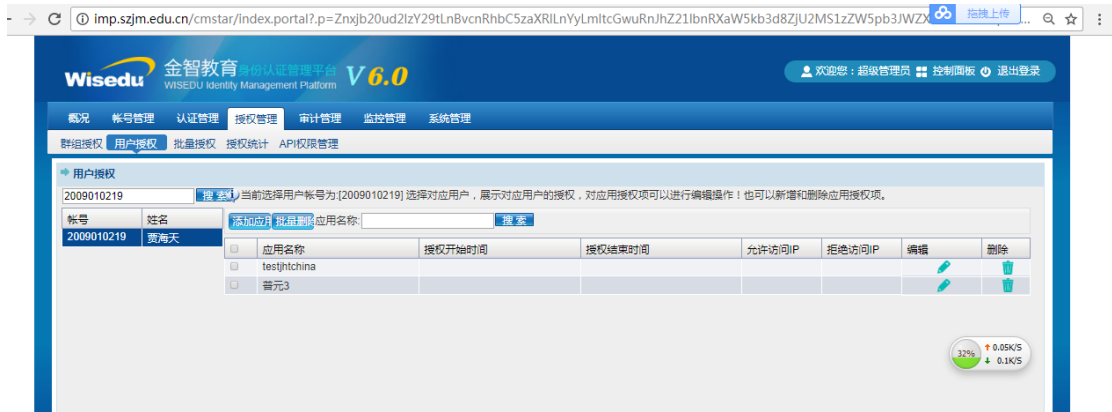 imp.szjm.edu.cn/cmstar/index.portal?.p=Znxjb20ud2lzY29tLnBvcnRhbC5zaXRlLnYyLmltcGwuRnJhZ21lbnRXaW5kb3d8ZjU2MS1zZW5pb3JWZX
拖拽上传
Wisedu 金智教育身份认证管理平台 V 6.0
WISEDU Identity Management Platform
欢迎您：超级管理员 控制面板 退出登录
概况 帐号管理 认证管理 授权管理 审计管理 监控管理 系统管理
群组授权 用户授权 批量授权 授权统计 API权限管理
用户授权
2009010219 搜 索 当前选择用户帐号为:[2009010219] 选择对应用户，展示对应用户的授权，对应用授权项可以进行编辑操作！也可以新增和删除应用授权项。
帐号 姓名 添加应用 批量删除 应用名称: 搜 索
2009010219 贾海天
应用名称 授权开始时间 授权结束时间 允许访问IP 拒绝访问IP 编辑 删除
testjhtchina
普元3
32% 0.05K/S
0.1K/S